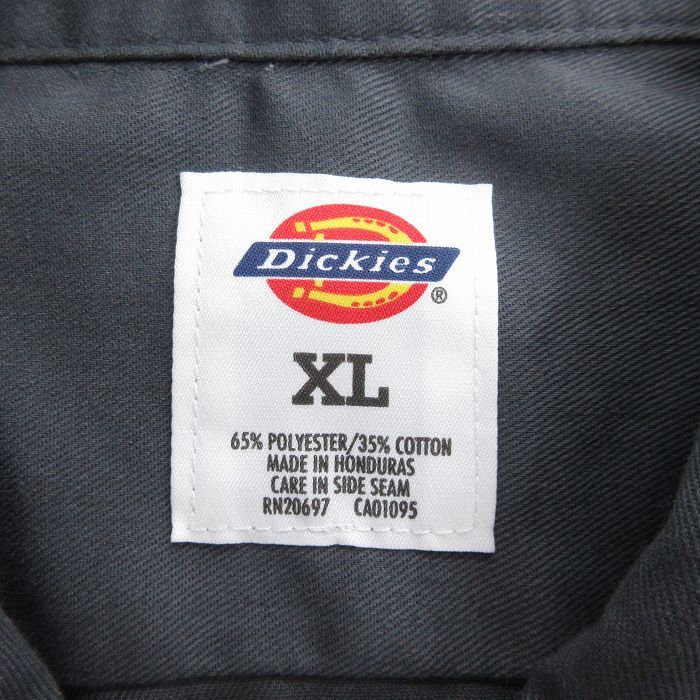 Dickies®
XL
65% POLYESTER/35% COTTON
MADE IN HONDURAS
CARE IN SIDE SEAM
RN20697 CA01095